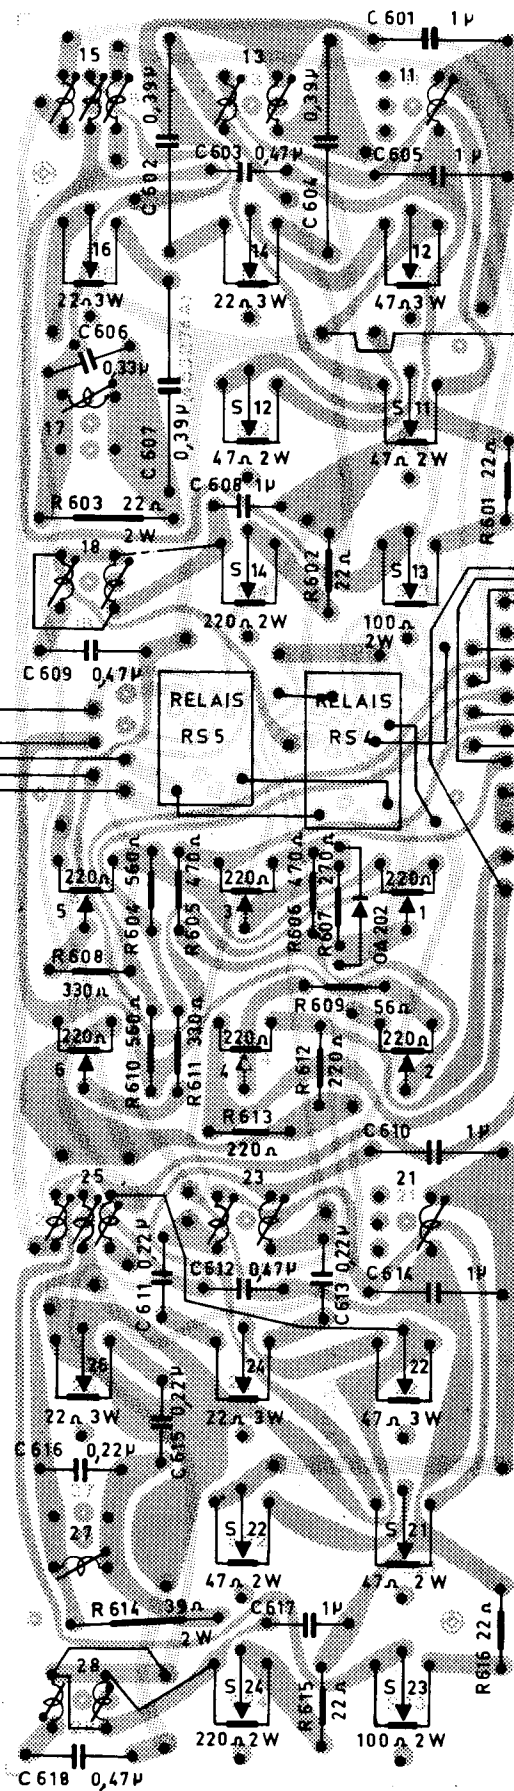 C 601 1µ
15 13 11
0,39µ 0,39µ
C 602 C 603 0,47µ C 604 C 605 1µ
16 14 12
22Ω 3W 22Ω 3W 47Ω 3W
C 606
0,33µ
17 C 607 0,39µ
S 12 S 11
47Ω 2W 47Ω 2W
C 608 1µ
R 601 22Ω
R 603 22Ω
2W
18 R 602 22Ω
S 14 S 13
220Ω 2W 100Ω
2W
C 609 0,47µ
RELAIS RELAIS
RS 5 RS 4
560Ω 470Ω 470Ω 270Ω
220Ω 220Ω 220Ω
5 R 604 R 605 3 R 606 R 607 OA 202 1
R 608
330Ω
R 609 56Ω
560Ω 330Ω
220Ω 220Ω 220Ω
6 R 610 R 611 4 R 612 220Ω 2
R 613
220Ω
C 610 1µ
25 23 21
0,22µ 0,22µ
C 611 C 612 0,47µ C 613 C 614 1µ
26 24 22
22Ω 3W 22Ω 3W 47Ω 3W
C 615 0,22µ
C 616 0,22µ
27
S 22 S 21
47Ω 2W 47Ω 2W
R 614 39Ω
2W
C 617 1µ
R 616 22Ω
28 R 615 22Ω
S 24 S 23
220Ω 2W 100Ω 2W
C 618 0,47µ